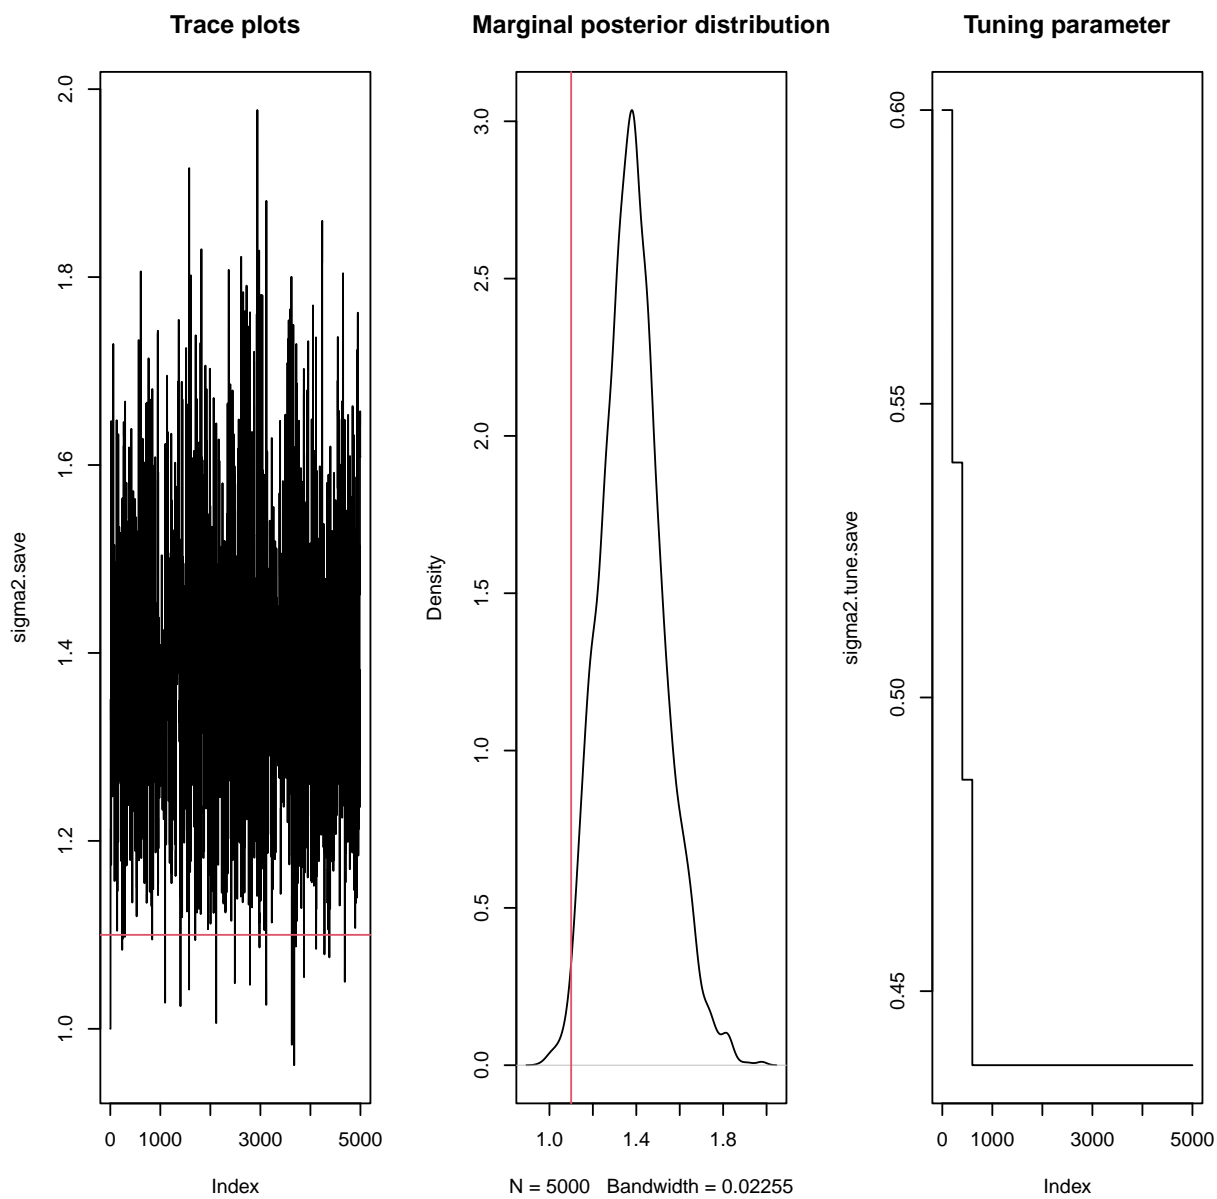 Trace plots
sigma2.save
2.0
1.8
1.6
1.4
1.2
1.0
0 1000 3000 5000
Index
Marginal posterior distribution
Density
3.0
2.5
2.0
1.5
1.0
0.5
0.0
1.0 1.4 1.8
N = 5000 Bandwidth = 0.02255
Tuning parameter
sigma2.tune.save
0.60
0.55
0.50
0.45
0 1000 3000 5000
Index